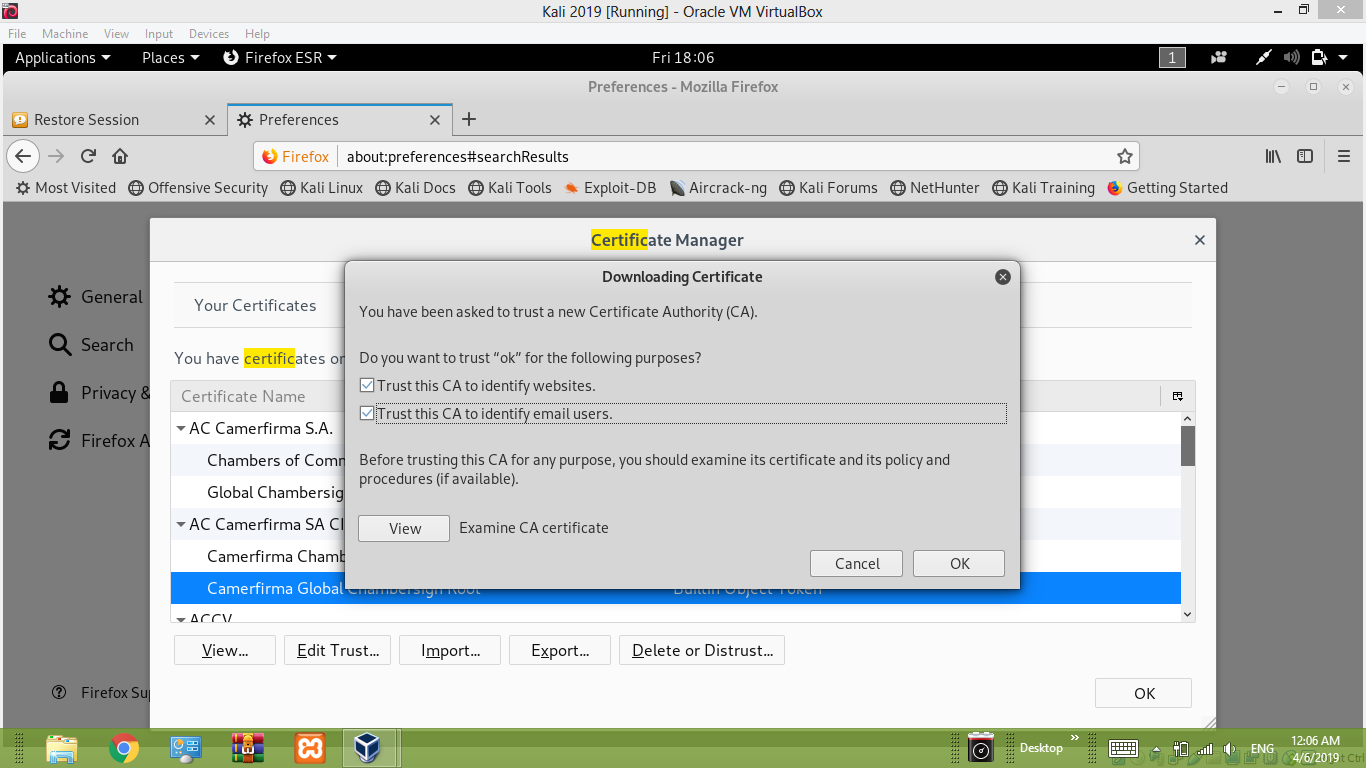 Kali 2019 [Running] - Oracle VM VirtualBox
File Machine View Input Devices Help
Applications Places Firefox ESR Fri 18:06 1
Preferences - Mozilla Firefox
Restore Session Preferences
Firefox about:preferences#searchResults
Most Visited Offensive Security Kali Linux Kali Docs Kali Tools Exploit-DB Aircrack-ng Kali Forums NetHunter Kali Training Getting Started
Certificate Manager
Downloading Certificate
You have been asked to trust a new Certificate Authority (CA).
Do you want to trust “ok” for the following purposes?
Trust this CA to identify websites.
Trust this CA to identify email users.
Before trusting this CA for any purpose, you should examine its certificate and its policy and
procedures (if available).
View Examine CA certificate
Cancel OK
General
Search
Privacy &
Firefox A
Firefox Sup
Your Certificates
You have certificates on
Certificate Name
AC Camerfirma S.A.
Chambers of Comm
Global Chambersig
AC Camerfirma SA CI
Camerfirma Chamb
Camerfirma Global Chambersign Root Builtin Object Token
ACCV
View... Edit Trust... Import... Export... Delete or Distrust...
OK
Desktop ENG 12:06 AM
4/6/2019